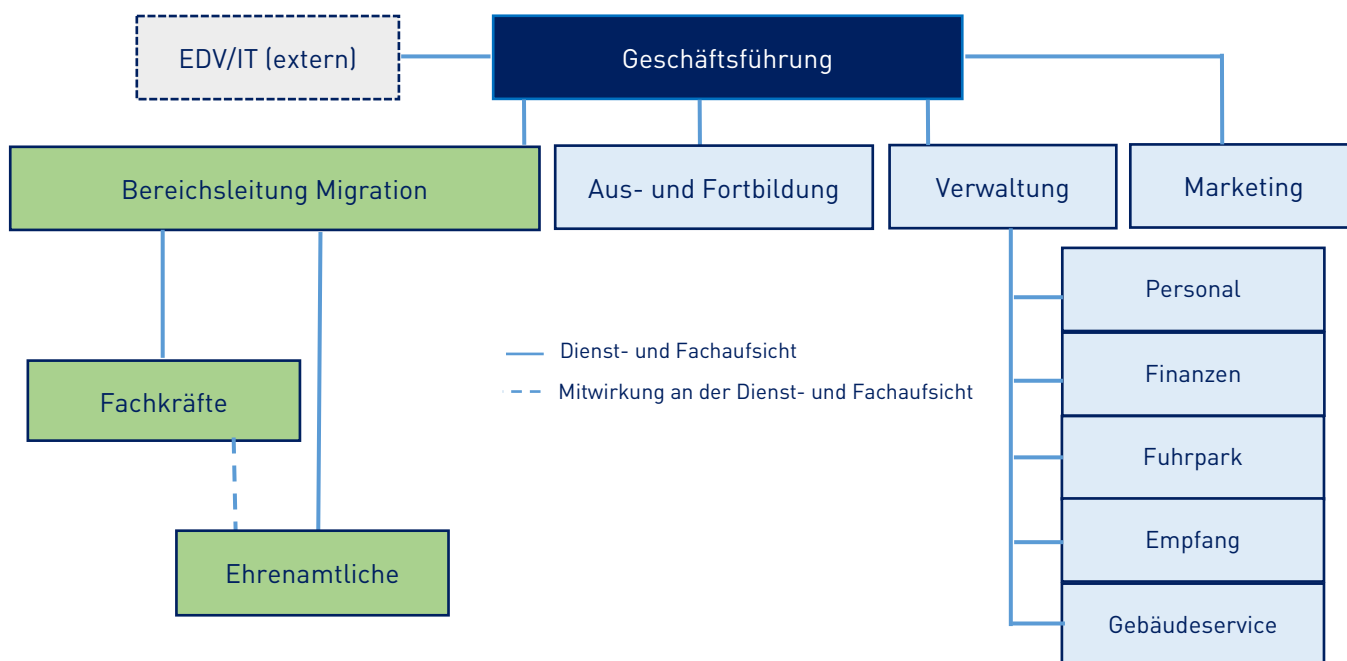 EDV/IT (extern)
Geschäftsführung
Bereichsleitung Migration
Aus- und Fortbildung
Verwaltung
Marketing
Personal
Dienst- und Fachaufsicht
Finanzen
Mitwirkung an der Dienst- und Fachaufsicht
Fachkräfte
Fuhrpark
Empfang
Ehrenamtliche
Gebäudeservice